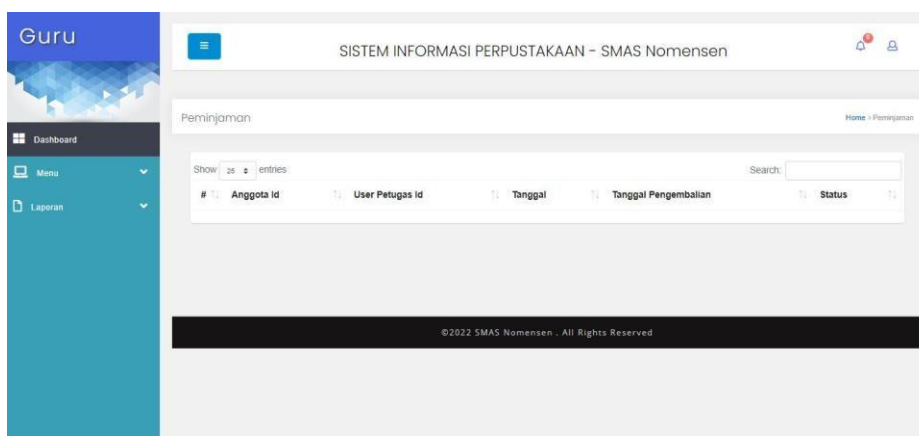 Guru
SISTEM INFORMASI PERPUSTAKAAN - SMAS Nomensen
0
Peminjaman
Home > Peminjaman
Dashboard
Menu
Laporan
Show 25 entries
Search:
# Anggota Id User Petugas Id Tanggal Tanggal Pengembalian Status
©2022 SMAS Nomensen . All Rights Reserved